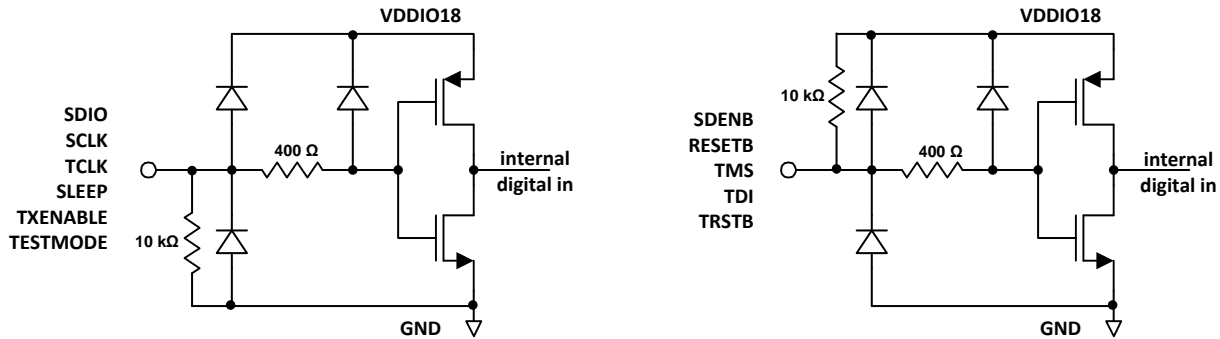 VDDIO18
SDIO
SCLK
TCLK
SLEEP
TXENABLE
TESTMODE
10 kΩ
400 Ω
internal
digital in
GND
VDDIO18
10 kΩ
SDENB
RESETB
TMS
TDI
TRSTB
400 Ω
internal
digital in
GND